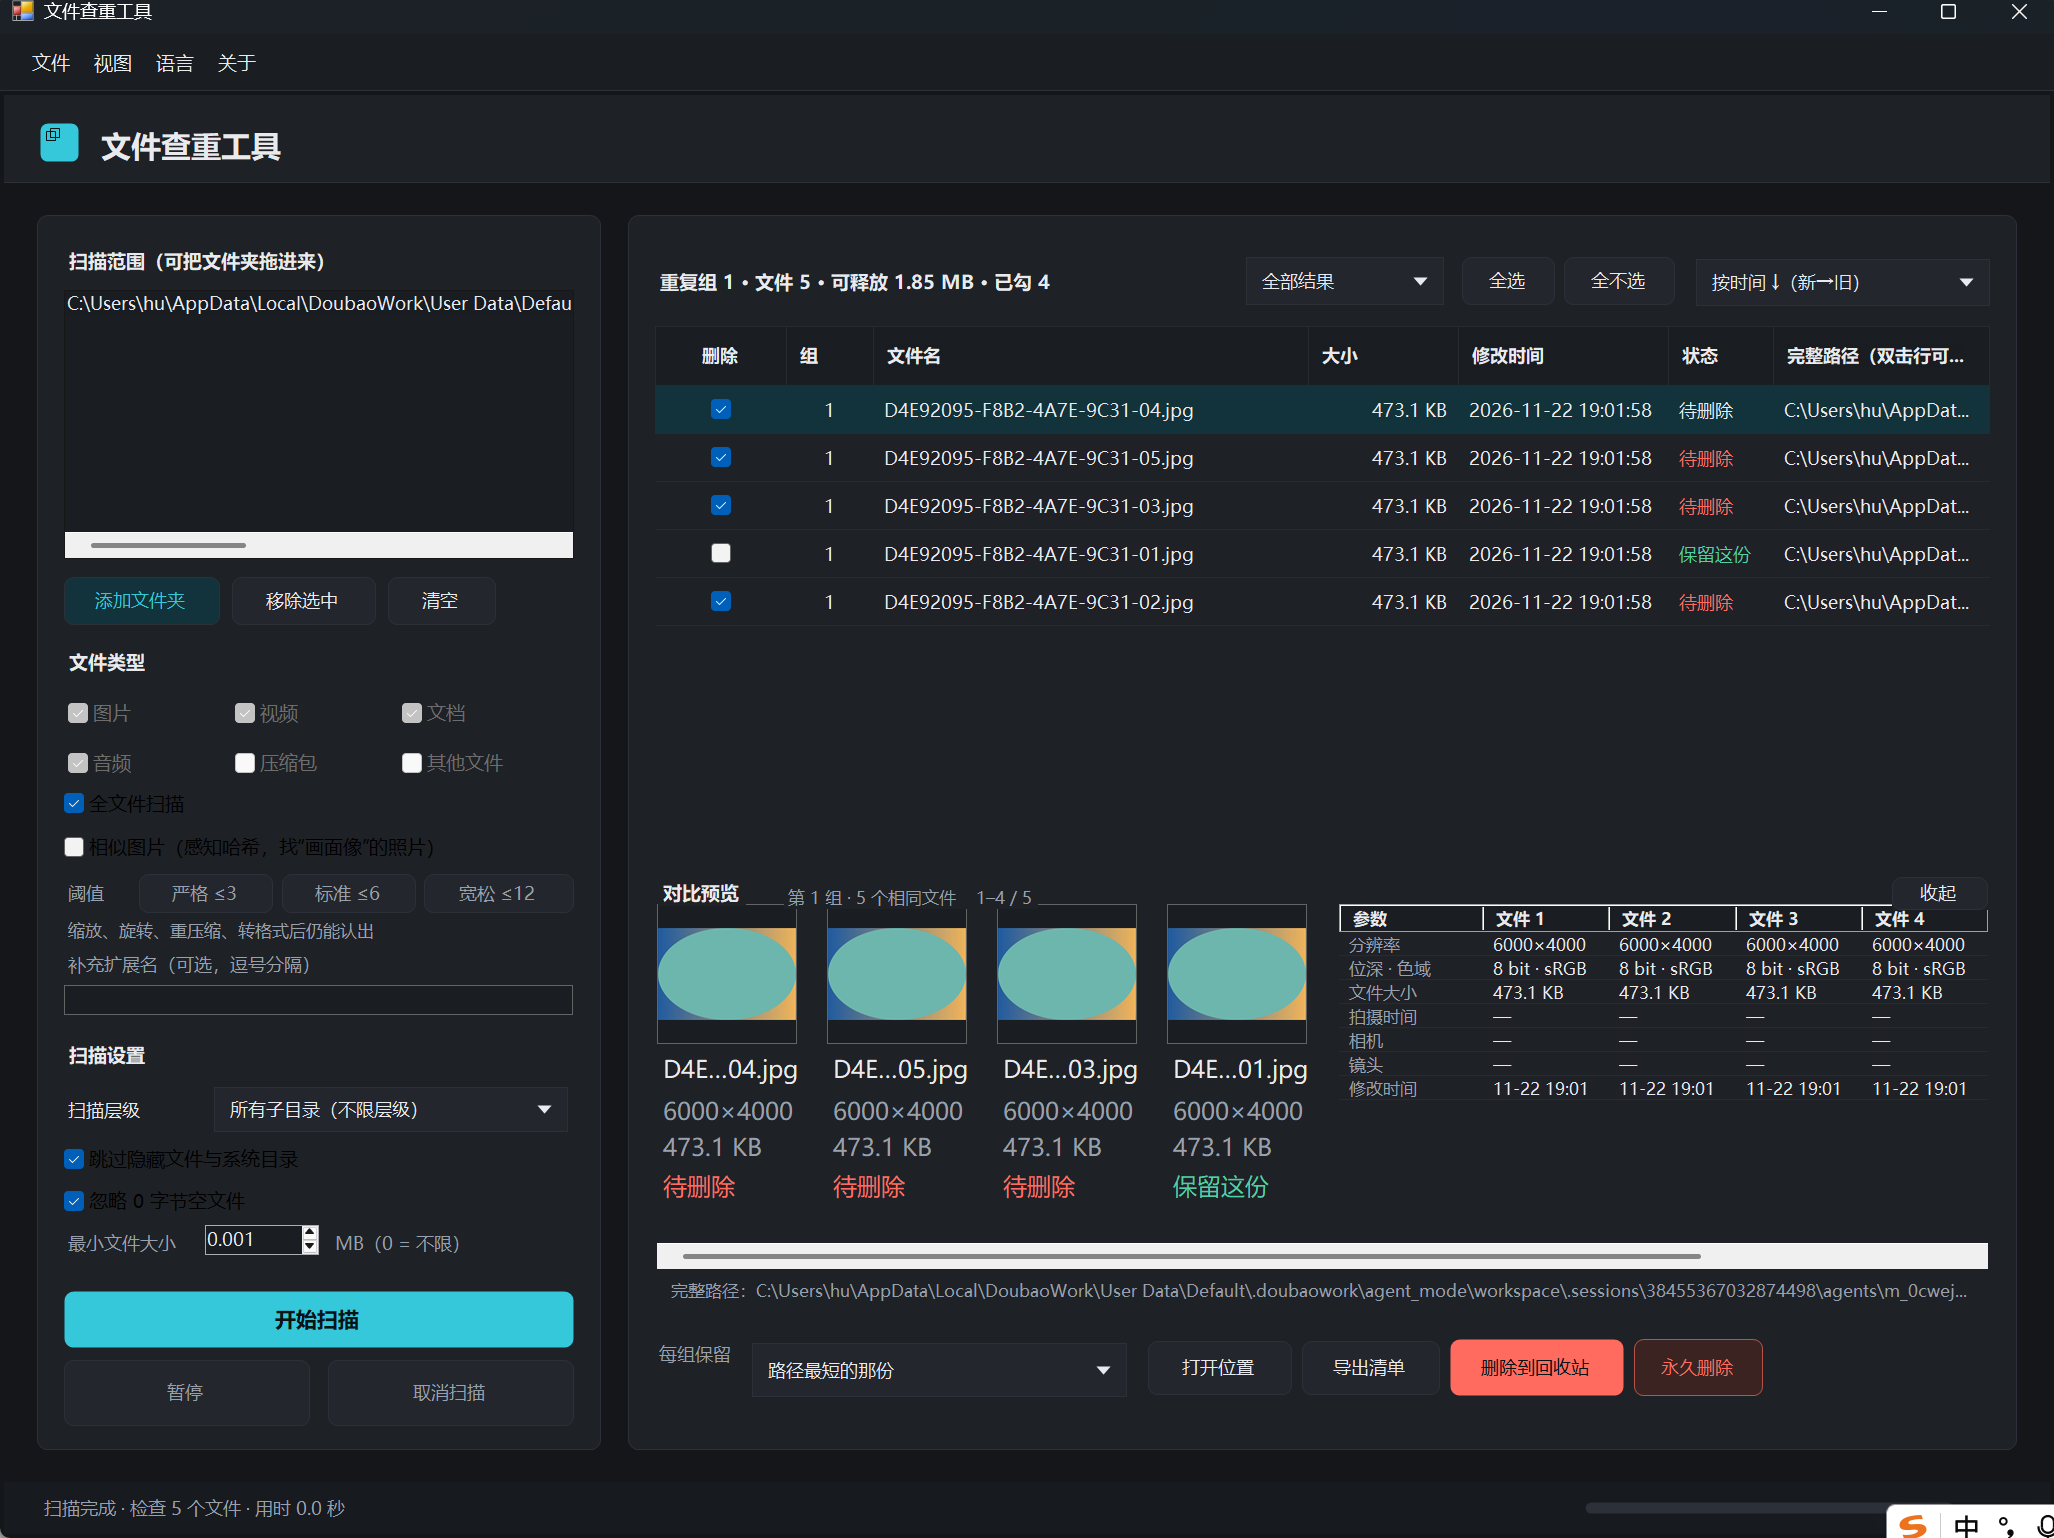 文件查重工具
文件 视图 语言 关于
文件查重工具
扫描范围（可把文件夹拖进来）
C:\Users\hu\AppData\Local\DoubaoWork\User Data\Defau
添加文件夹 移除选中 清空
文件类型
图片 视频 文档
音频 压缩包 其他文件
全文件扫描
相似图片（感知哈希，找"画面像"的照片）
阈值 严格 ≤3 标准 ≤6 宽松 ≤12
缩放、旋转、重压缩、转格式后仍能认出
补充扩展名（可选，逗号分隔）
扫描设置
扫描层级 所有子目录（不限层级）
跳过隐藏文件与系统目录
忽略 0 字节空文件
最小文件大小 0.001 MB（0 = 不限）
开始扫描
暂停 取消扫描
重复组 1 · 文件 5 · 可释放 1.85 MB · 已勾 4 全部结果 全选 全不选 按时间↓（新→旧）
删除 组 文件名 大小 修改时间 状态 完整路径（双击行可...
1 D4E92095-F8B2-4A7E-9C31-04.jpg 473.1 KB 2026-11-22 19:01:58 待删除 C:\Users\hu\AppDat...
1 D4E92095-F8B2-4A7E-9C31-05.jpg 473.1 KB 2026-11-22 19:01:58 待删除 C:\Users\hu\AppDat...
1 D4E92095-F8B2-4A7E-9C31-03.jpg 473.1 KB 2026-11-22 19:01:58 待删除 C:\Users\hu\AppDat...
1 D4E92095-F8B2-4A7E-9C31-01.jpg 473.1 KB 2026-11-22 19:01:58 保留这份 C:\Users\hu\AppDat...
1 D4E92095-F8B2-4A7E-9C31-02.jpg 473.1 KB 2026-11-22 19:01:58 待删除 C:\Users\hu\AppDat...
对比预览 第 1 组 · 5 个相同文件 1–4 / 5 收起
D4E...04.jpg D4E...05.jpg D4E...03.jpg D4E...01.jpg
6000×4000 6000×4000 6000×4000 6000×4000
473.1 KB 473.1 KB 473.1 KB 473.1 KB
待删除 待删除 待删除 保留这份
参数 文件 1 文件 2 文件 3 文件 4
分辨率 6000×4000 6000×4000 6000×4000 6000×4000
位深 · 色域 8 bit · sRGB 8 bit · sRGB 8 bit · sRGB 8 bit · sRGB
文件大小 473.1 KB 473.1 KB 473.1 KB 473.1 KB
拍摄时间 — — — —
相机 — — — —
镜头 — — — —
修改时间 11-22 19:01 11-22 19:01 11-22 19:01 11-22 19:01
完整路径：C:\Users\hu\AppData\Local\DoubaoWork\User Data\Default\.doubaowork\agent_mode\workspace\.sessions\38455367032874498\agents\m_0cwej...
每组保留 路径最短的那份 打开位置 导出清单 删除到回收站 永久删除
扫描完成 · 检查 5 个文件 · 用时 0.0 秒
S 中